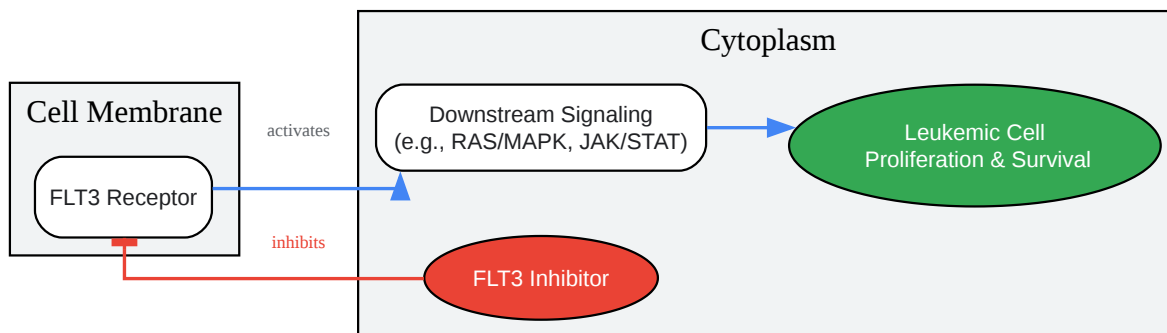 Cytoplasm
Cell Membrane
activates
Downstream Signaling
(e.g., RAS/MAPK, JAK/STAT)
Leukemic Cell
Proliferation & Survival
FLT3 Receptor
inhibits
FLT3 Inhibitor